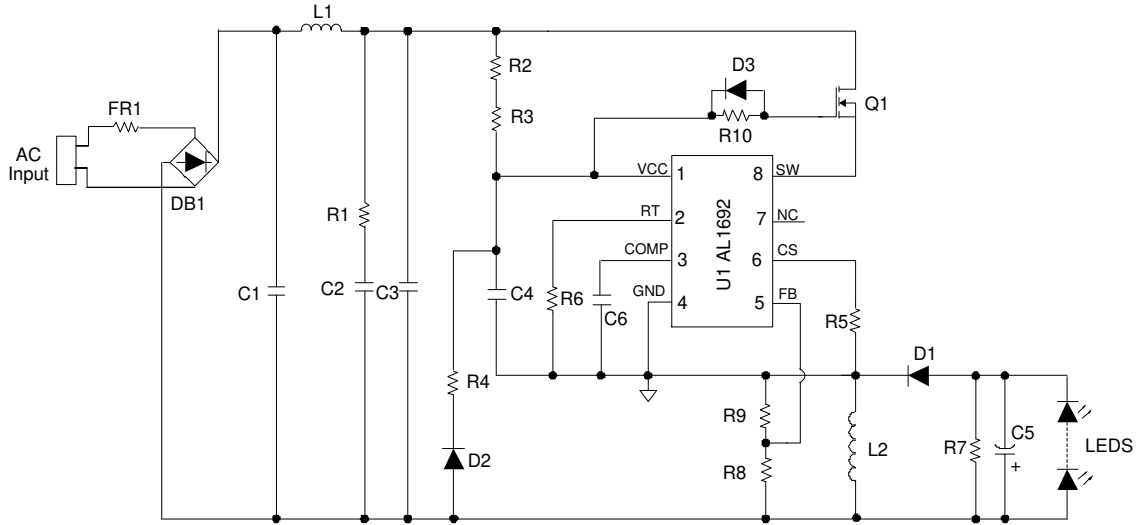 L1
R2
D3
FR1
Q1
R3
R10
AC
Input
VCC
1
8
SW
DB1
R1
RT
2
7
NC
U1 AL1692
COMP
3
6
CS
C1
C2
C3
C4
R6
C6
GND
4
5
FB
R5
D1
R4
R9
C5
R7
LEDS
D2
R8
L2
+